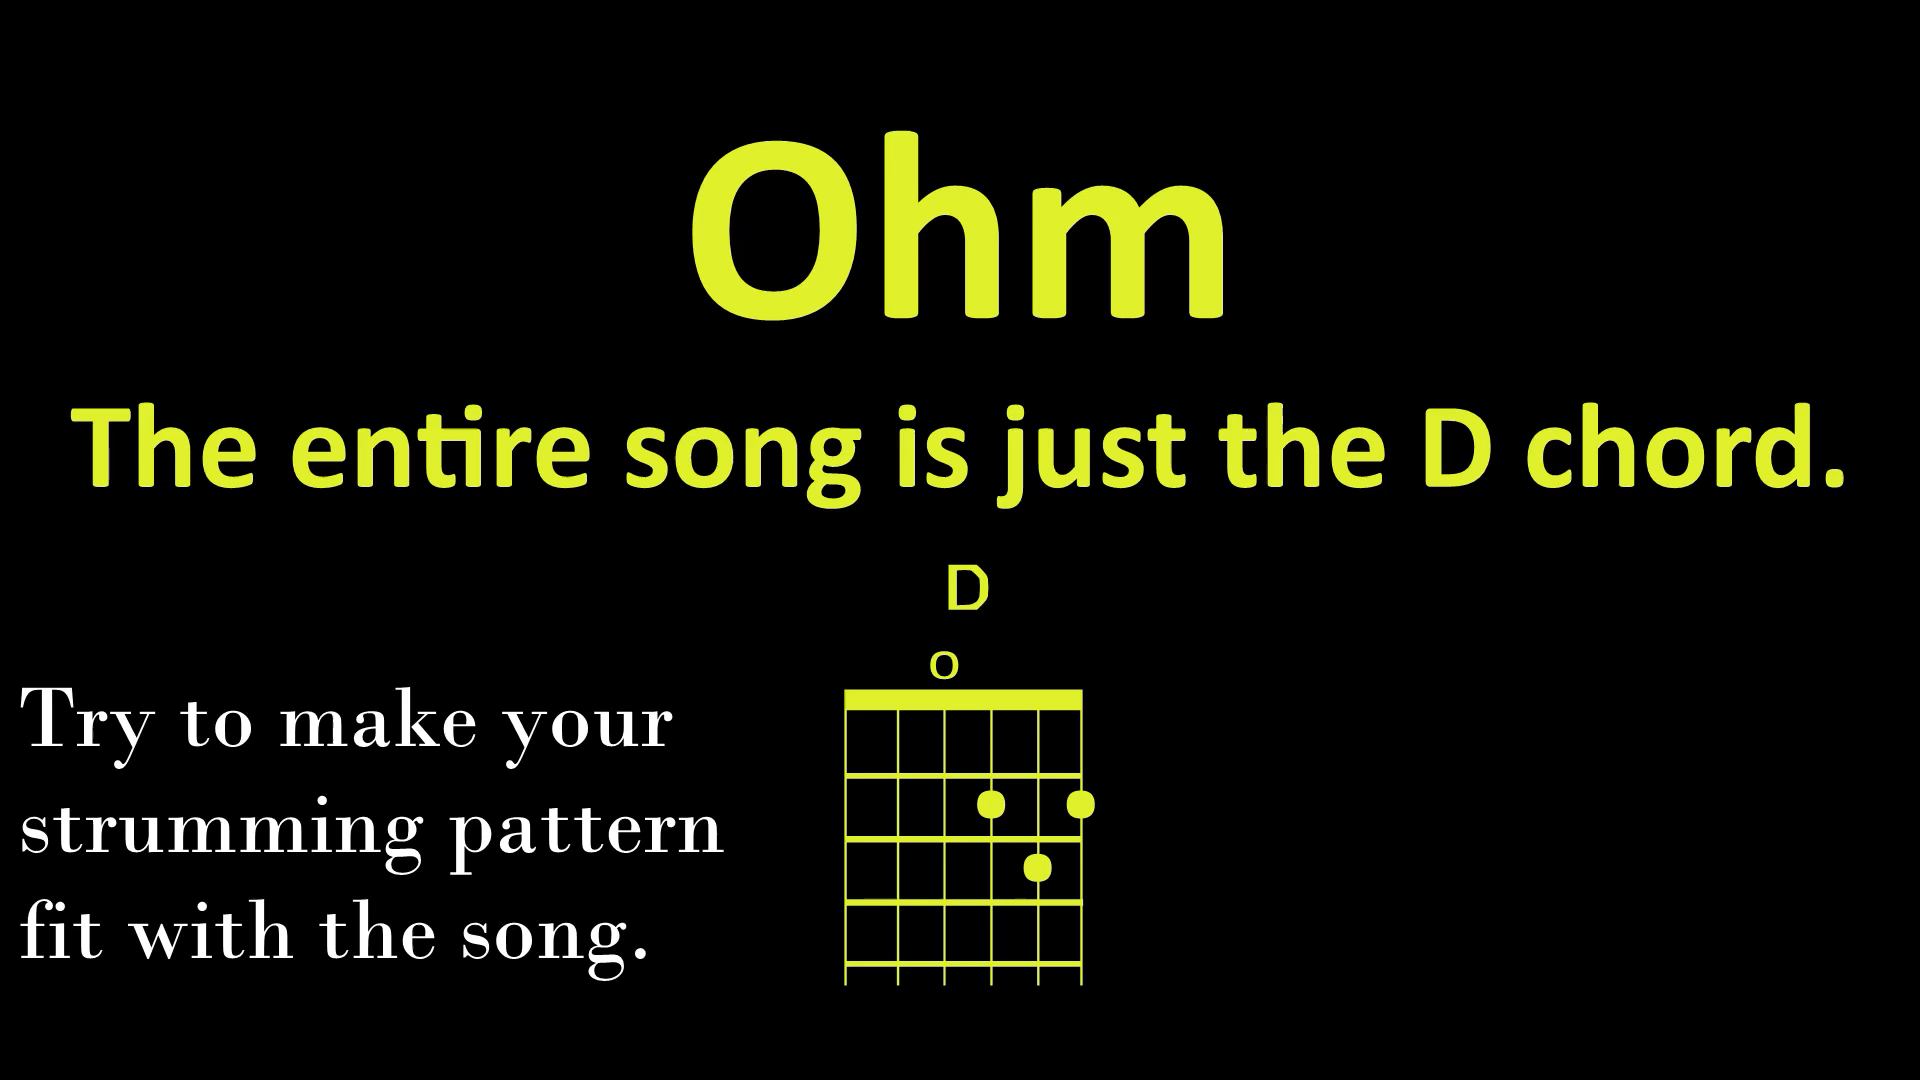 Ohm
The entire song is just the D chord.
D
o
Try to make your
strumming pattern
fit with the song.